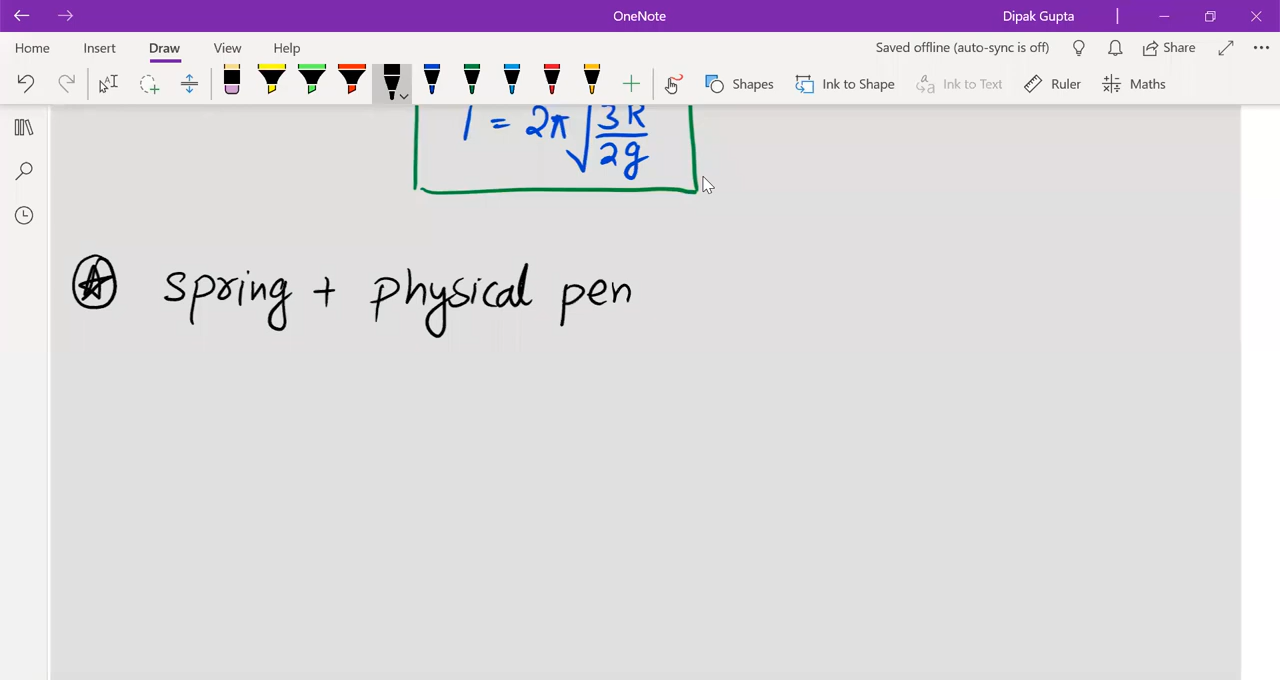 OneNote
Dipak Gupta
Home Insert Draw View Help
Saved offline (auto-sync is off)
Share
Shapes
Ink to Shape
Ink to Text
Ruler
Maths
T = 2π √3R/2g
spring + physical pen